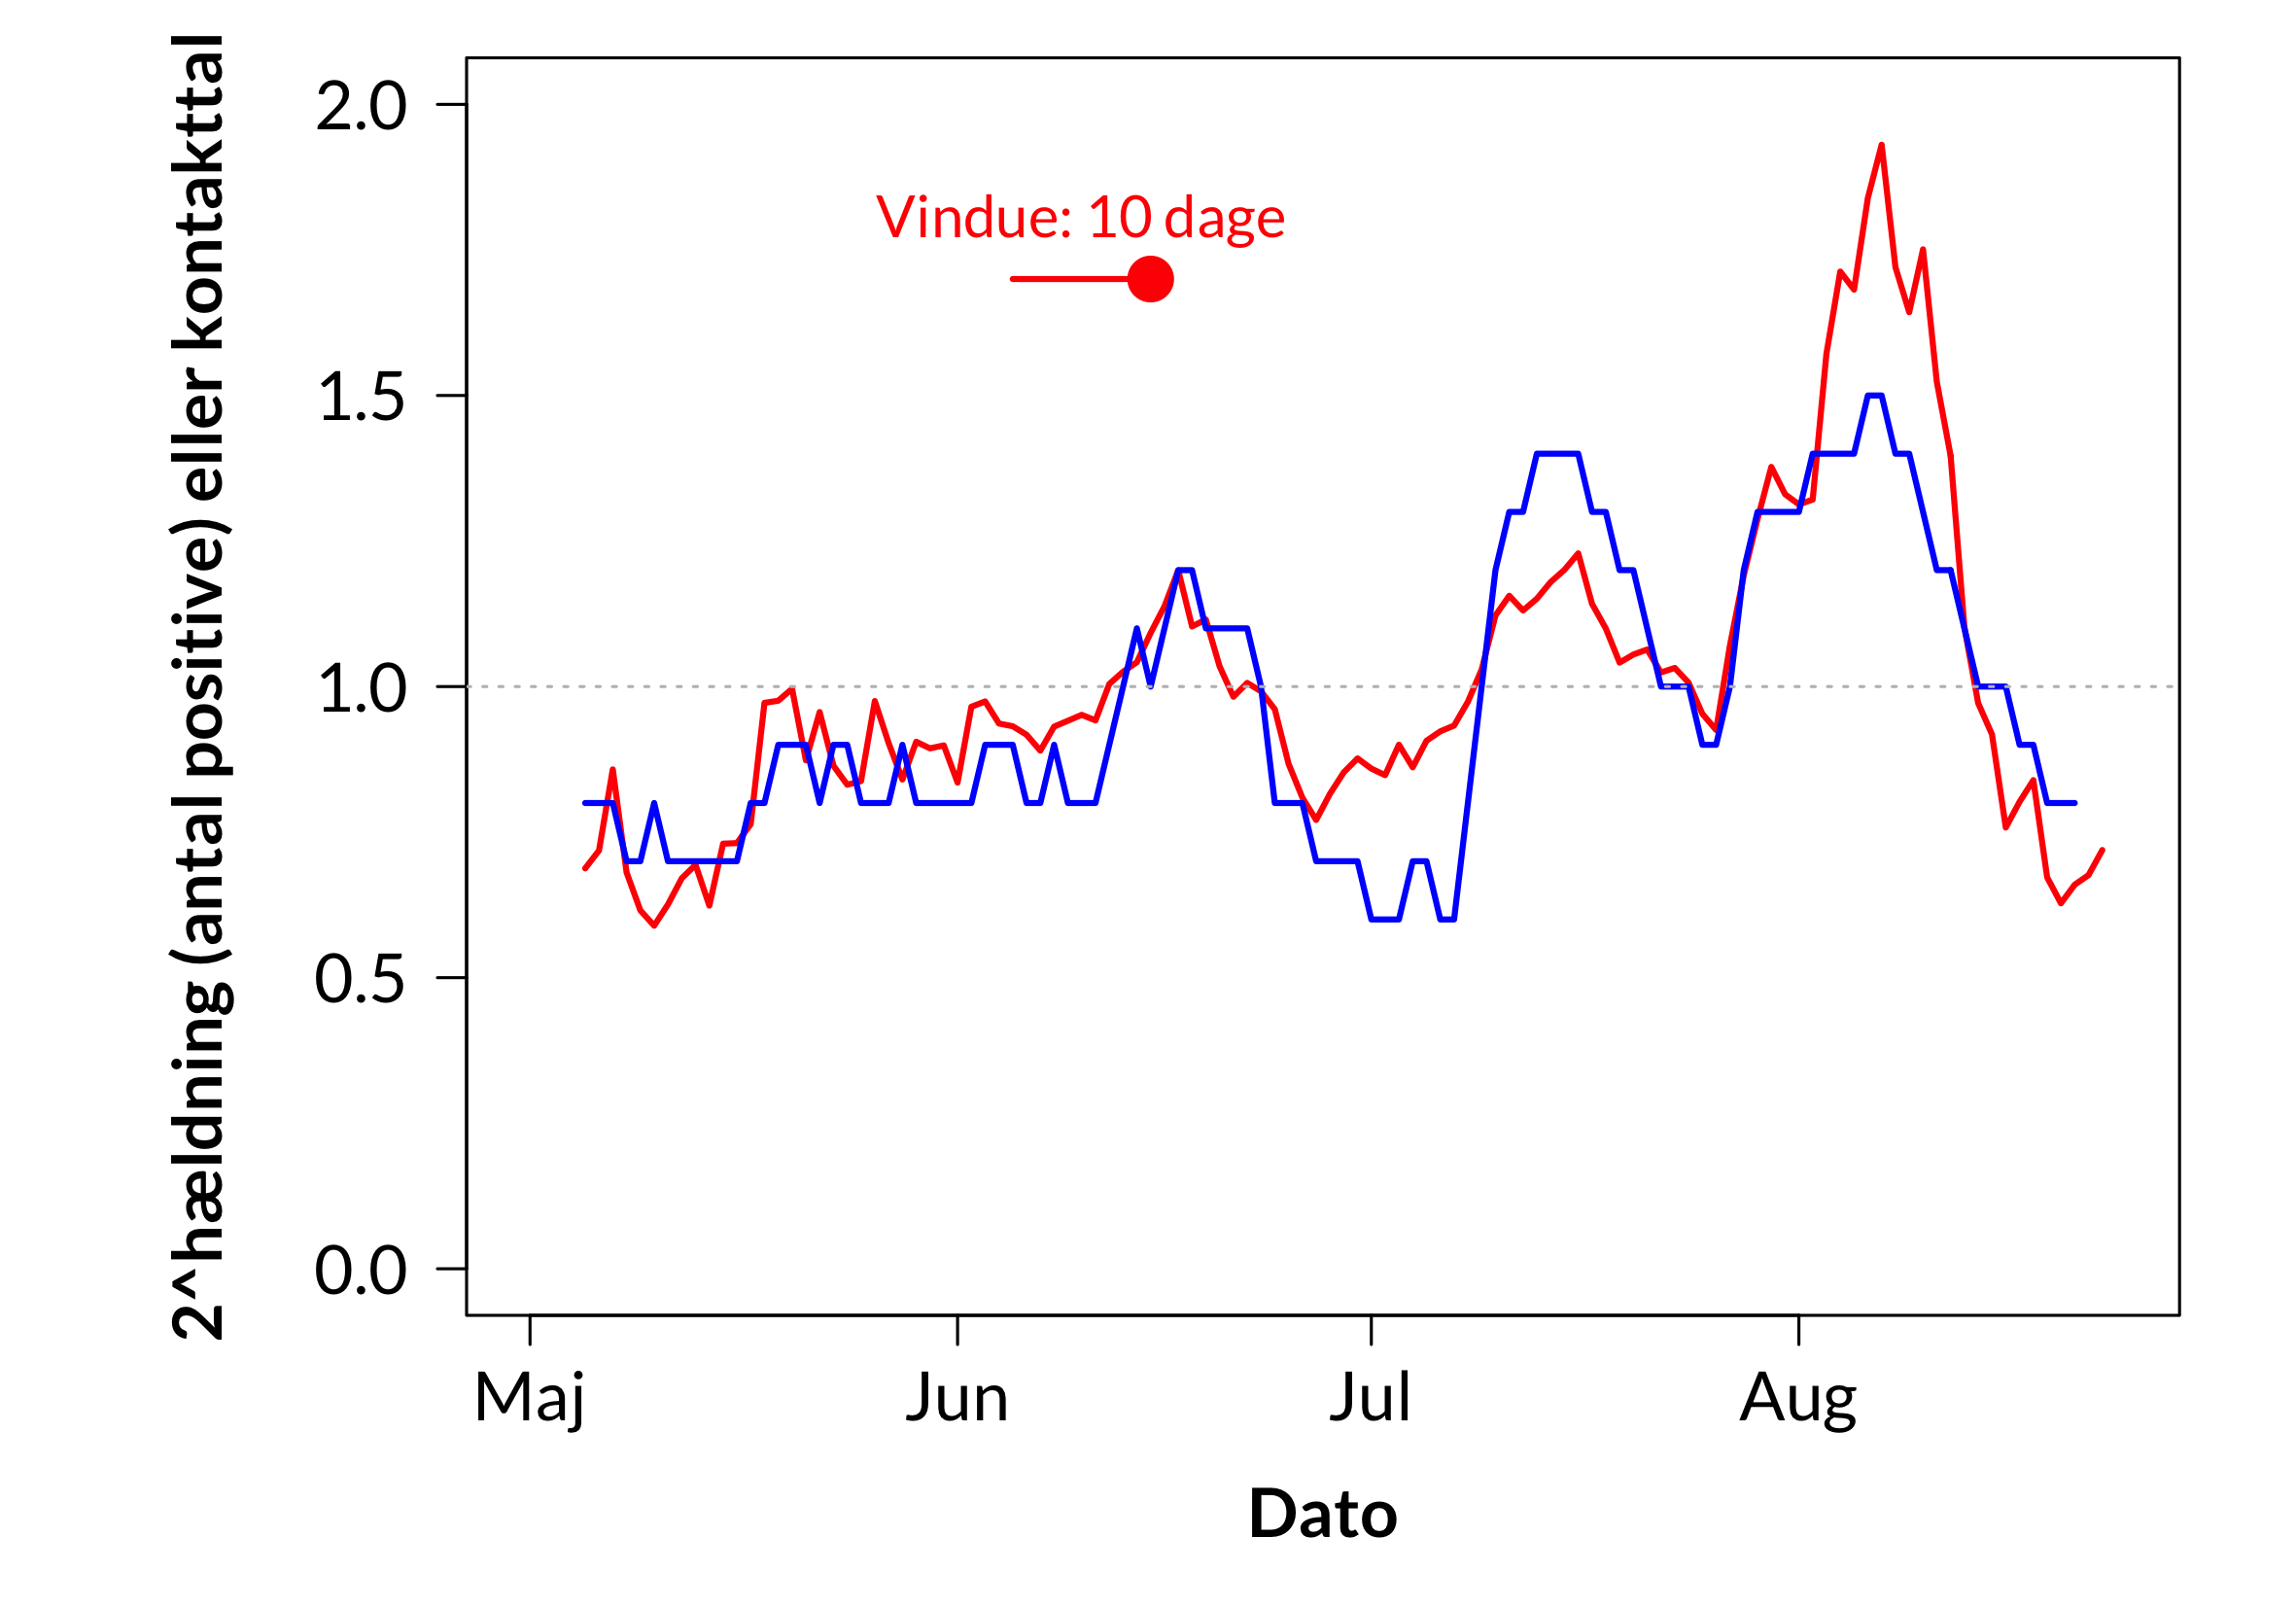 2^hældning (antal positive) eller kontakttal
2.0
1.5
1.0
0.5
0.0
Vindue: 10 dage
Maj
Jun
Jul
Aug
Dato